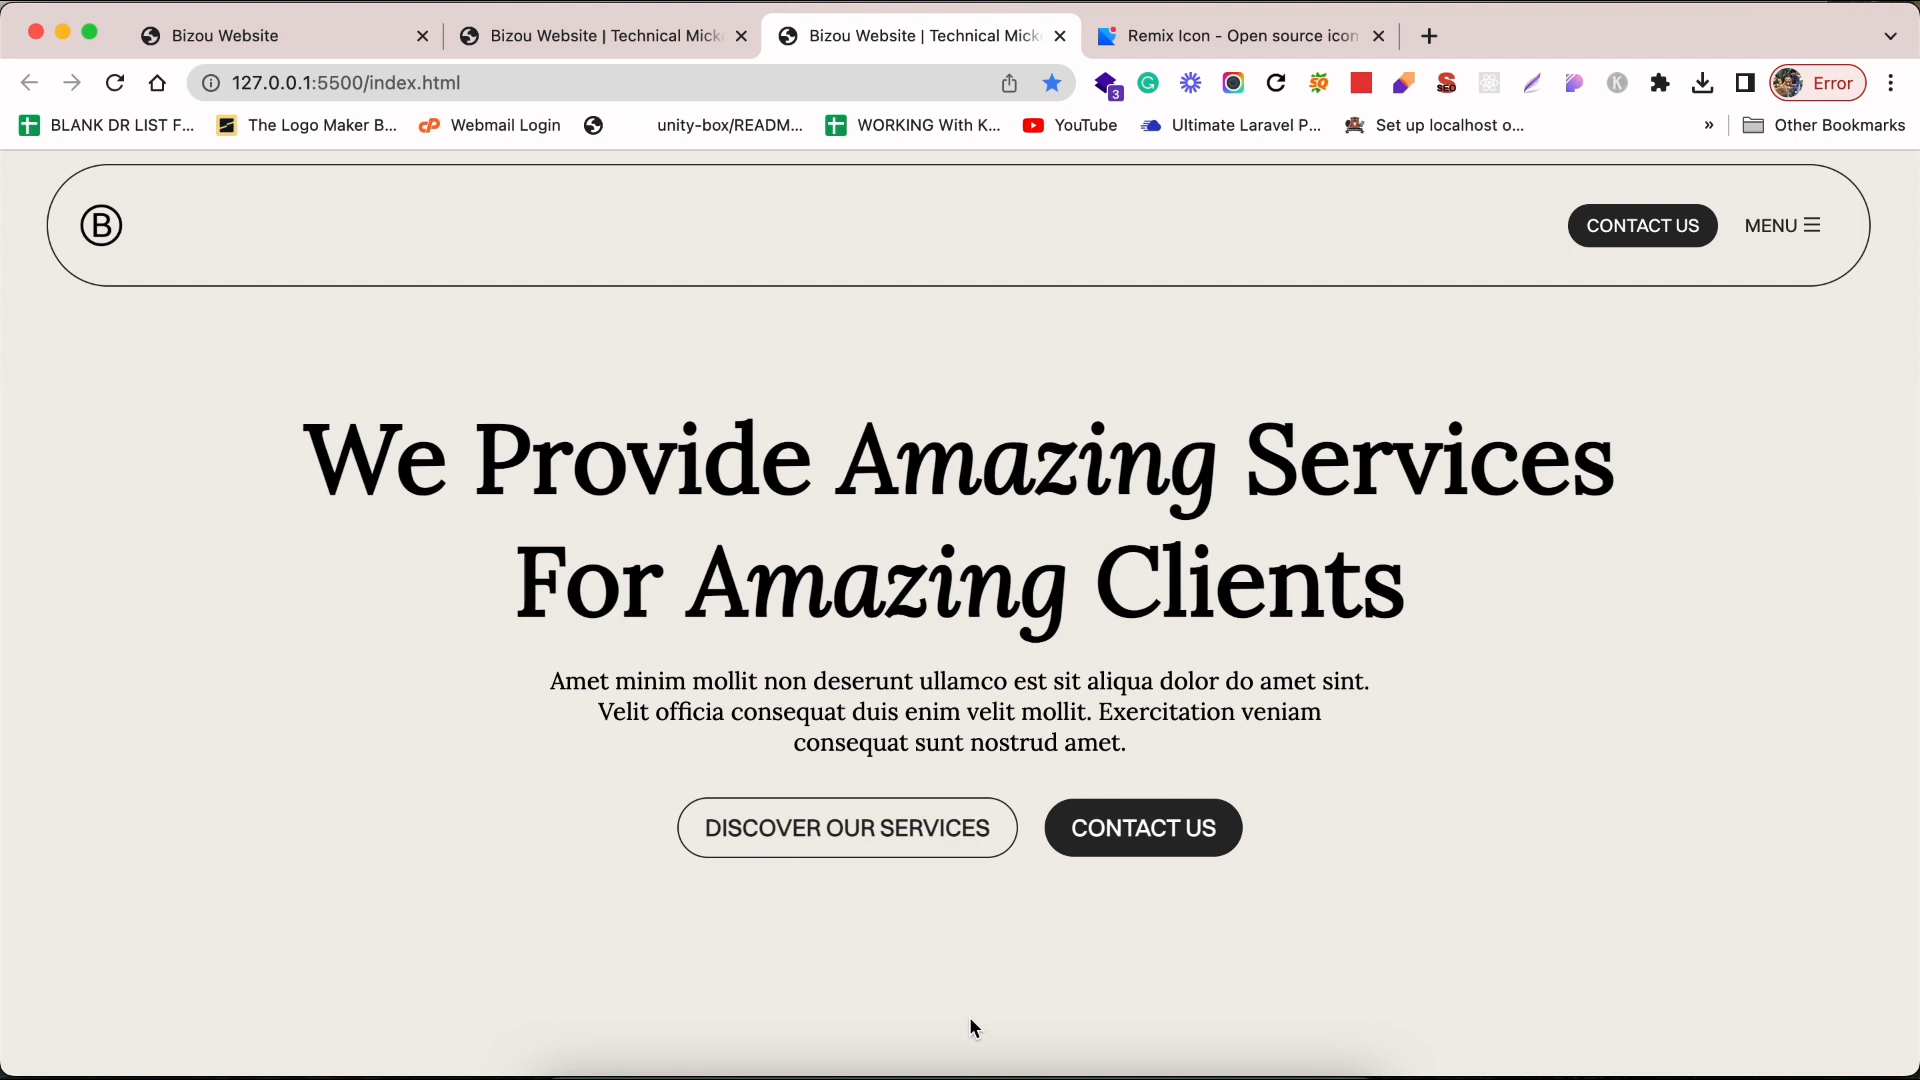 Bizou Website
Bizou Website | Technical Mick
Bizou Website | Technical Mick
Remix Icon - Open source icon
127.0.0.1:5500/index.html
3
SQ
SEO
K
Error
BLANK DR LIST F...
The Logo Maker B...
cP
Webmail Login
unity-box/READM...
WORKING With K...
YouTube
Ultimate Laravel P...
Set up localhost o...
»
Other Bookmarks
B
CONTACT US
MENU
We Provide Amazing Services
For Amazing Clients
Amet minim mollit non deserunt ullamco est sit aliqua dolor do amet sint.
Velit officia consequat duis enim velit mollit. Exercitation veniam
consequat sunt nostrud amet.
DISCOVER OUR SERVICES
CONTACT US